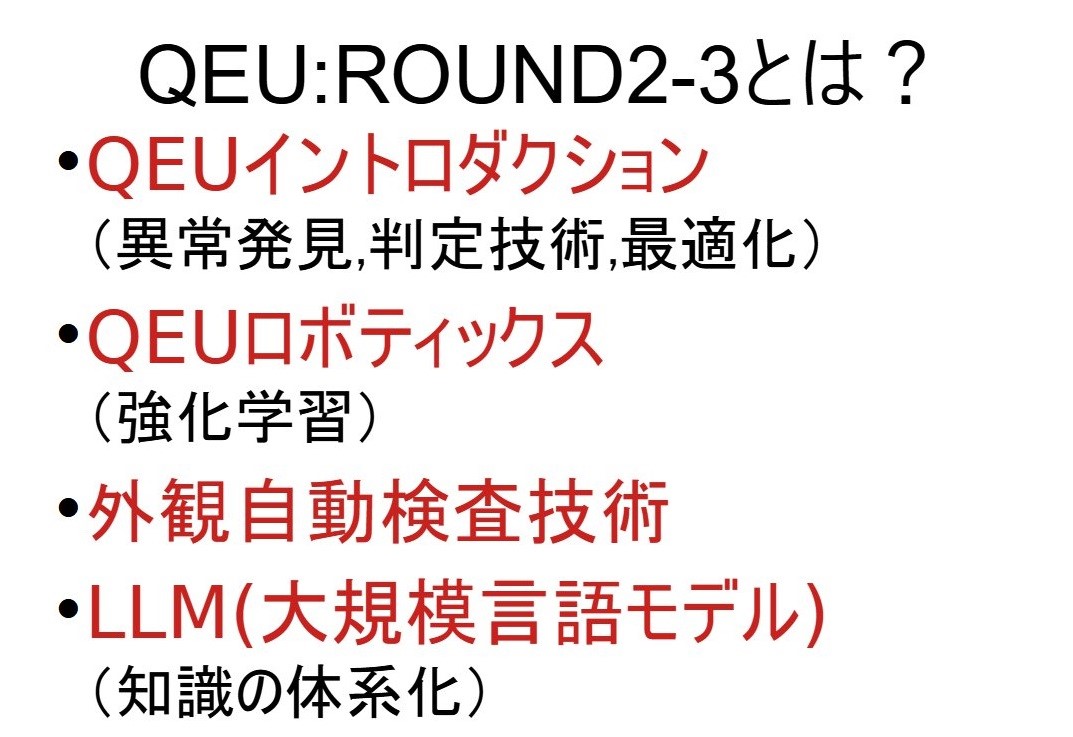 QEU:ROUND2-3とは？
•QEUイントロダクション
（異常発見,判定技術,最適化）
•QEUロボティックス
（強化学習）
•外観自動検査技術
•LLM(大規模言語モデル)
（知識の体系化）